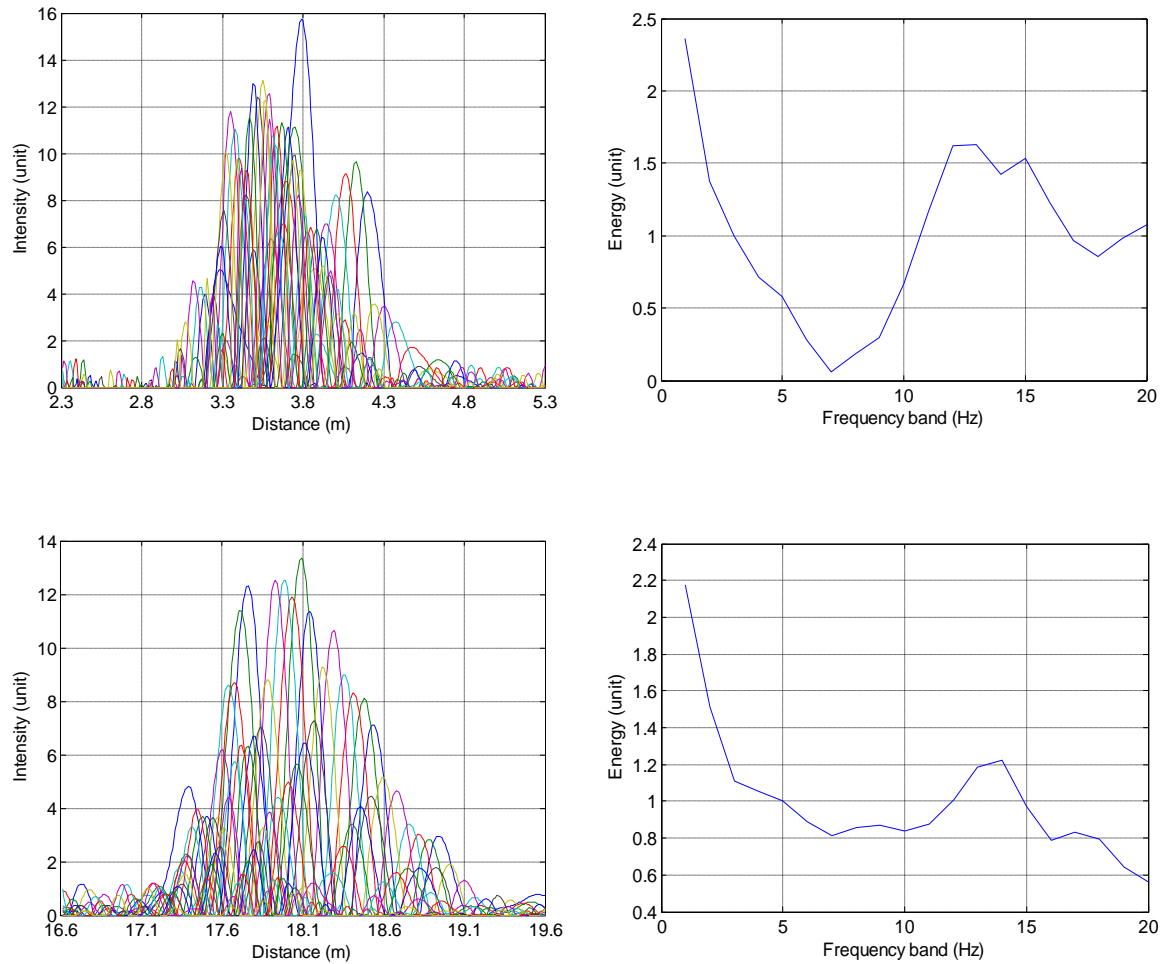 16
14
12
10
8
6
4
2
0
Intensity (unit)
2.3 2.8 3.3 3.8 4.3 4.8 5.3
Distance (m)
2.5
2
1.5
1
0.5
0
Energy (unit)
0 5 10 15 20
Frequency band (Hz)
14
12
10
8
6
4
2
0
Intensity (unit)
16.6 17.1 17.6 18.1 18.6 19.1 19.6
Distance (m)
2.4
2.2
2
1.8
1.6
1.4
1.2
1
0.8
0.6
0.4
Energy (unit)
0 5 10 15 20
Frequency band (Hz)